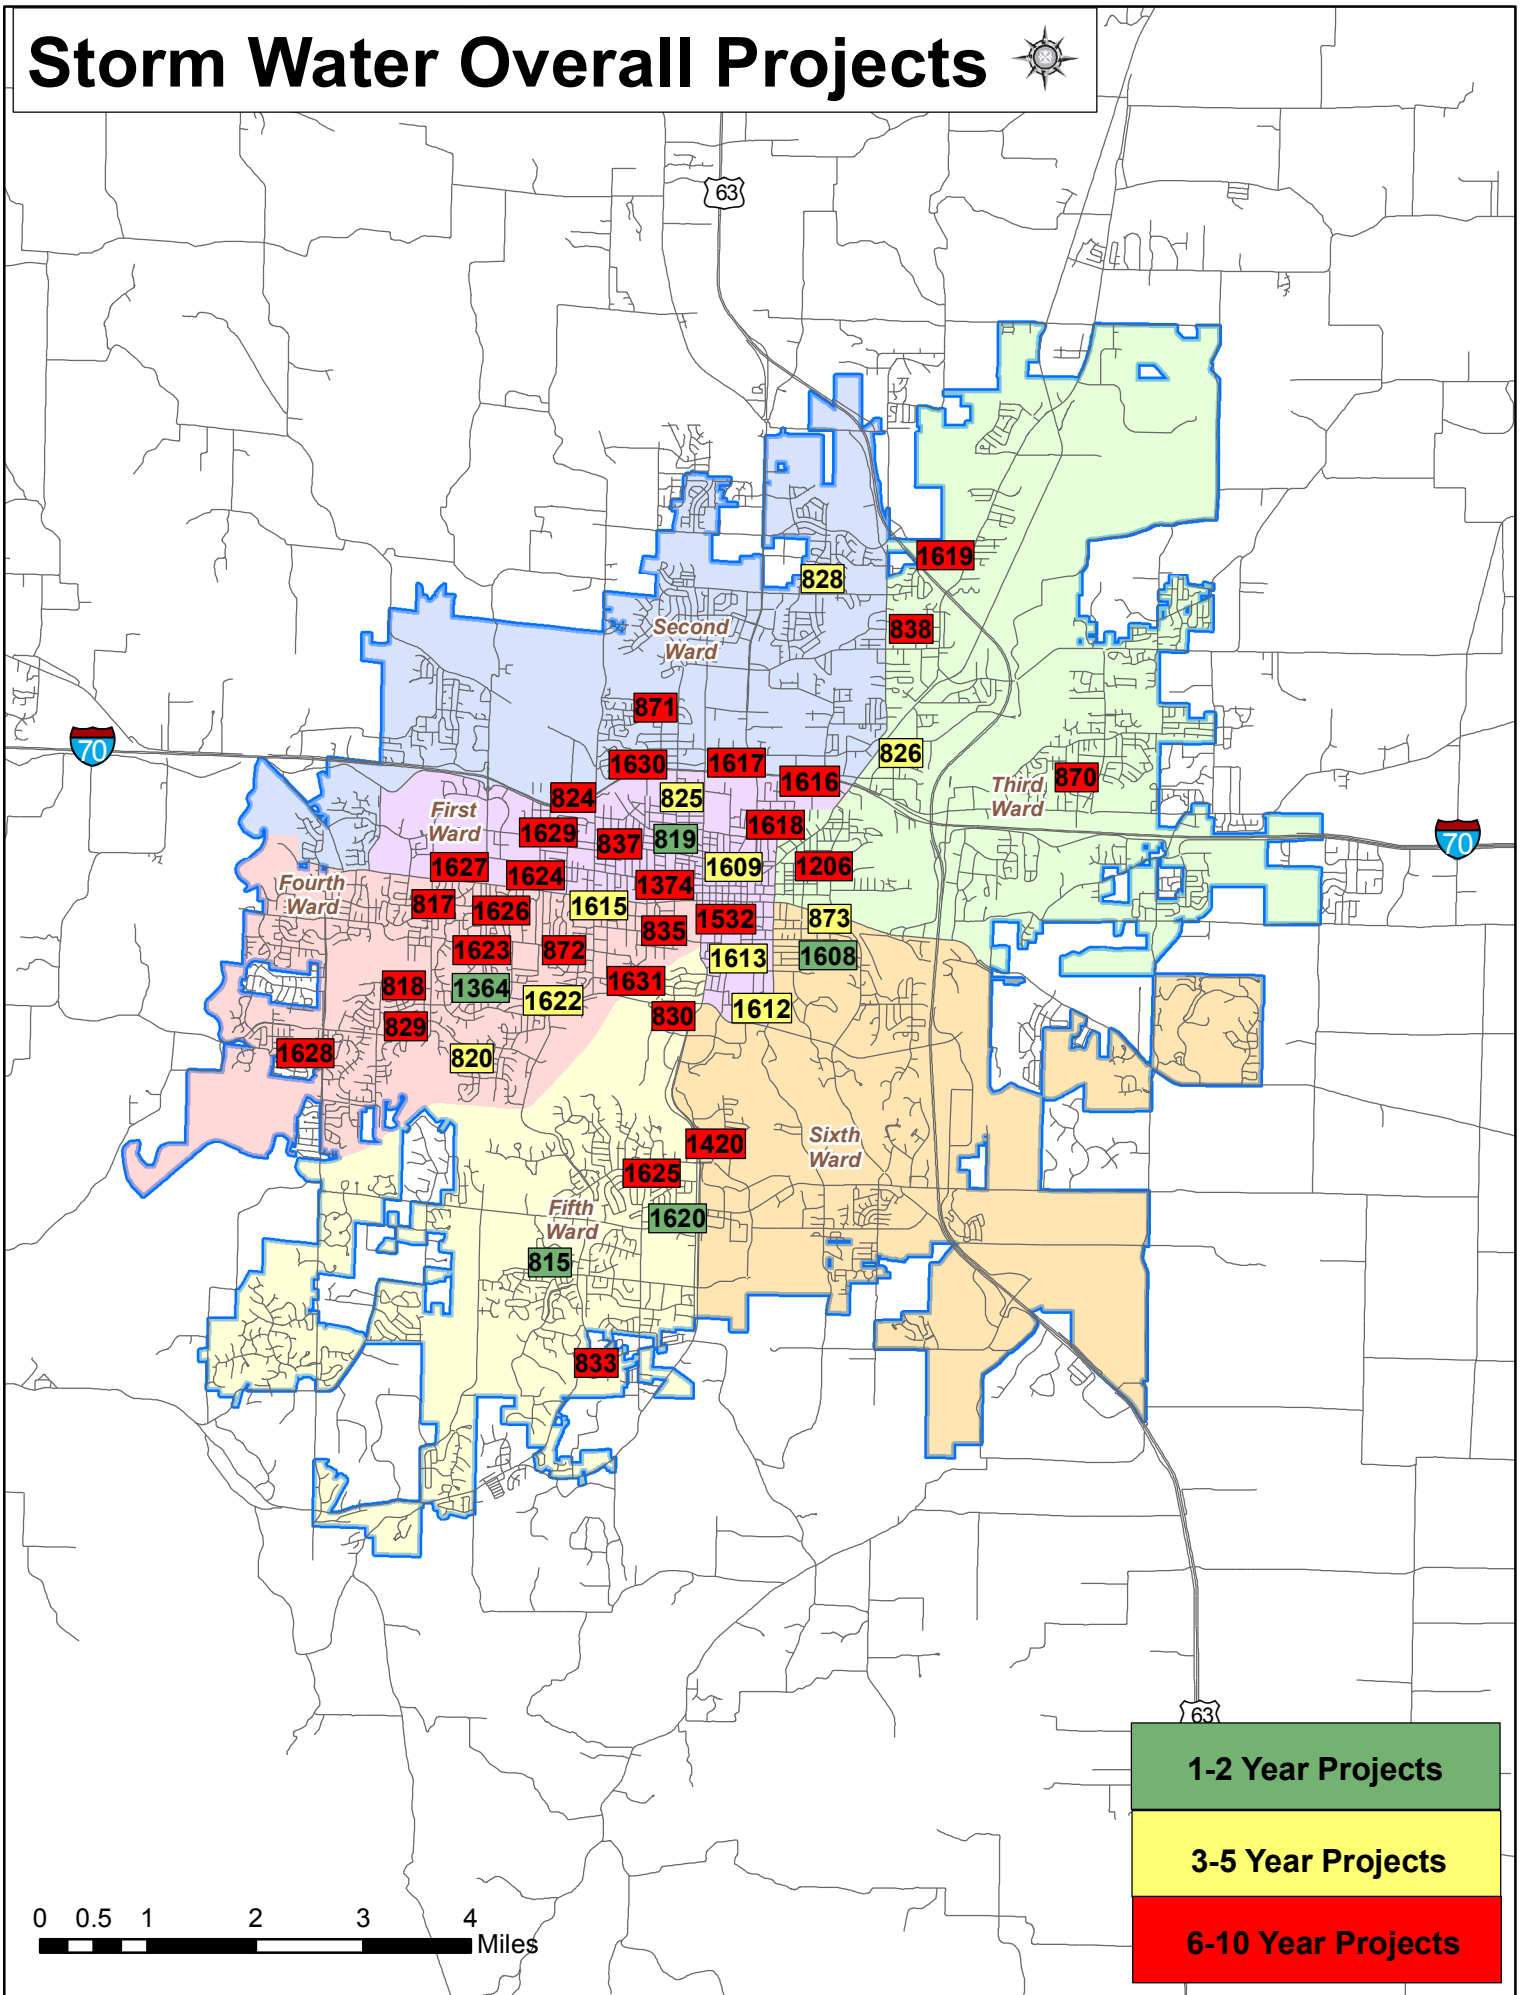 Storm Water Overall Projects
63
1619
828
838
Second
Ward
871
70
1630
1617
826
1616
Third
Ward
870
824
825
First
Ward
1629
837
819
1618
70
1627
1624
1609
1206
Fourth
Ward
1374
817
1626
1615
835
1532
873
1623
872
1613
1608
818
1364
1622
1631
830
1612
829
1628
820
1420
Sixth
Ward
1625
Fifth
Ward
1620
815
833
63
1-2 Year Projects
3-5 Year Projects
6-10 Year Projects
0 0.5 1 2 3 4
Miles